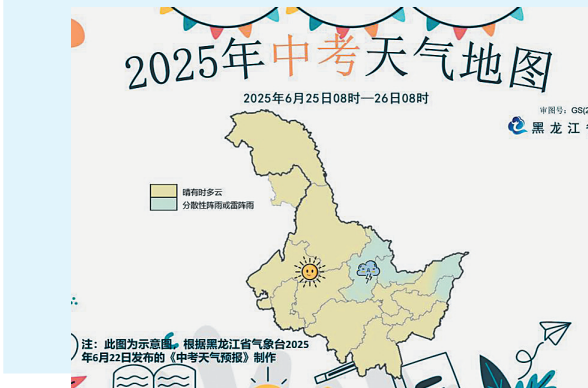 2025年中考天气地图
2025年6月25日08时—26日08时
审图号：GS(2
黑龙江
晴有时多云
分散性阵雨或雷阵雨
注：此图为示意图。根据黑龙江省气象台2025
年6月22日发布的《中考天气预报》制作